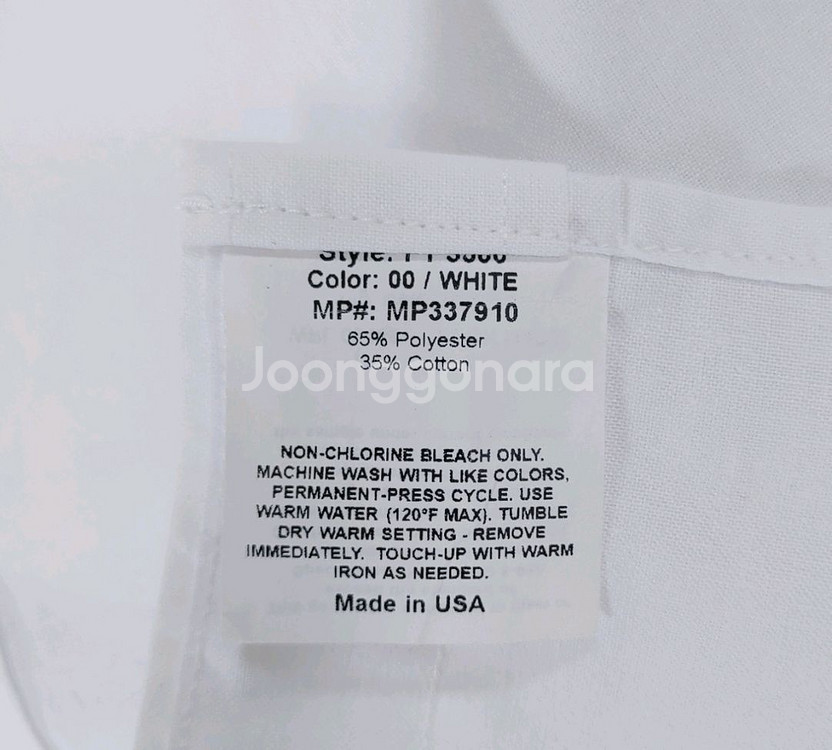 Style:
Color: 00 / WHITE
MP#: MP337910
65% Polyester
35% Cotton
Joonggonara
NON-CHLORINE BLEACH ONLY.
MACHINE WASH WITH LIKE COLORS,
PERMANENT-PRESS CYCLE. USE
WARM WATER (120°F MAX). TUMBLE
DRY WARM SETTING - REMOVE
IMMEDIATELY. TOUCH-UP WITH WARM
IRON AS NEEDED.
Made in USA